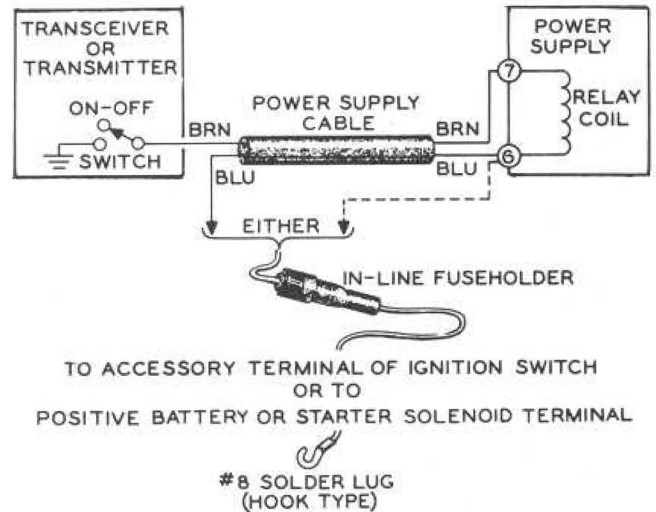 TRANSCEIVER
OR
TRANSMITTER
ON-OFF
SWITCH
BRN
BLU
POWER SUPPLY
CABLE
BRN
BLU
POWER
SUPPLY
7
RELAY
COIL
6
EITHER
IN-LINE FUSEHOLDER
TO ACCESSORY TERMINAL OF IGNITION SWITCH
OR TO
POSITIVE BATTERY OR STARTER SOLENOID TERMINAL
#8 SOLDER LUG
(HOOK TYPE)